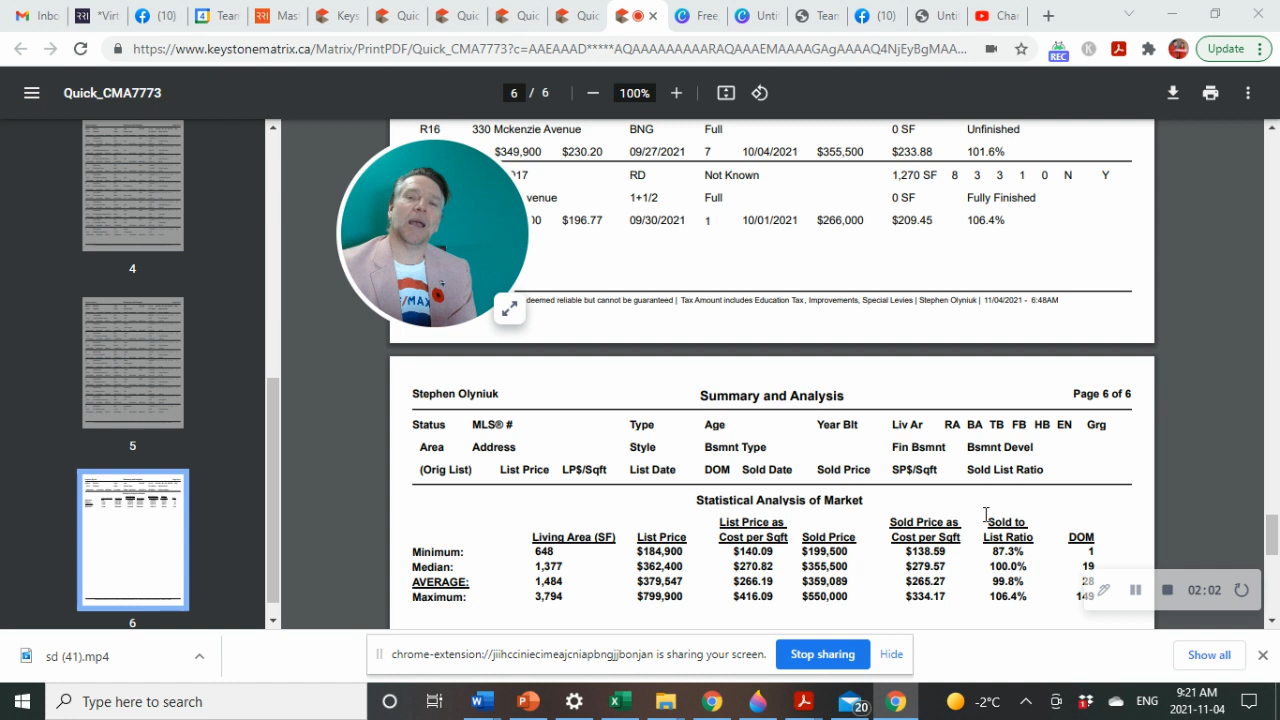 Inbo
*Virt
(10)
Team
Mast
Keys
Quic
Quic
Quic
Free
Unti
Team
(10)
Unti
Char
https://www.keystonematrix.ca/Matrix/PrintPDF/Quick_CMA7773?c=AAEAAAD*****AQAAAAAAAAARAQAAAEMAAAAGAgAAAAQ4NjEyBgMAA...
REC
Update
Quick_CMA7773
6 / 6
100%
R16 330 Mckenzie Avenue BNG Full 0 SF Unfinished
$349,900 $230.20 09/27/2021 7 10/04/2021 $355,500 $233.88 101.6%
17 RD Not Known 1,270 SF 8 3 3 1 0 N Y
venue 1+1/2 Full 0 SF Fully Finished
00 $196.77 09/30/2021 1 10/01/2021 $266,000 $209.45 106.4%
/MAX
deemed reliable but cannot be guaranteed | Tax Amount includes Education Tax, Improvements, Special Levies | Stephen Olyniuk | 11/04/2021 - 6:48AM
4
5
6
Stephen Olyniuk Summary and Analysis Page 6 of 6
Status MLS® # Type Age Year Blt Liv Ar RA BA TB FB HB EN Grg
Area Address Style Bsmnt Type Fin Bsmnt Bsmnt Devel
(Orig List) List Price LP$/Sqft List Date DOM Sold Date Sold Price SP$/Sqft Sold List Ratio
Statistical Analysis of Market
List Price as Sold Price as Sold to
Living Area (SF) List Price Cost per Sqft Sold Price Cost per Sqft List Ratio DOM
Minimum: 648 $184,900 $140.09 $199,500 $138.59 87.3% 1
Median: 1,377 $362,400 $270.82 $355,500 $279.57 100.0% 19
AVERAGE: 1,484 $379,547 $266.19 $359,089 $265.27 99.8% 28
Maximum: 3,794 $799,900 $416.09 $550,000 $334.17 106.4% 149
02:02
sd (41).mp4
chrome-extension://jiihcciniecimeajcniapbngjjbonjan is sharing your screen.
Stop sharing
Hide
Show all
Type here to search
20
-2°C
ENG
9:21 AM
2021-11-04